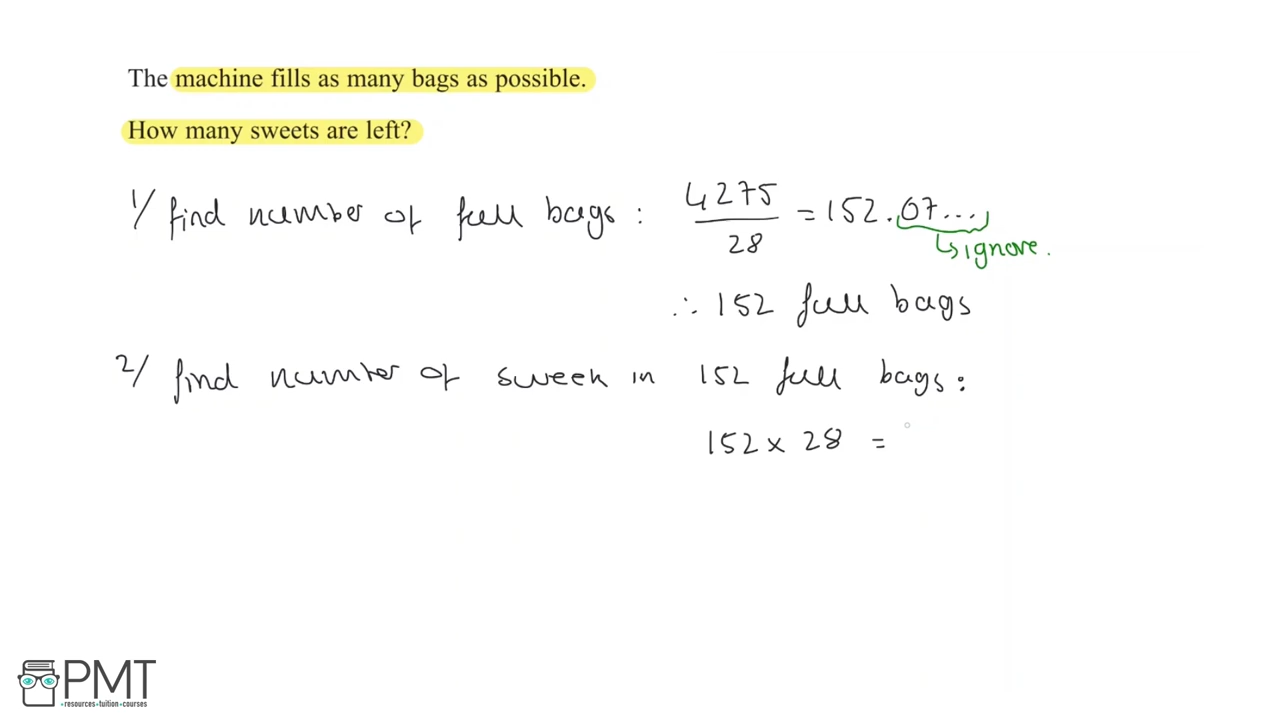 The machine fills as many bags as possible.
How many sweets are left?
1/ find number of full bags : 4275/28 = 152.67...
↳ ignore.
∴ 152 full bags
2/ find number of sweets in 152 full bags:
152 x 28 =
PMT
•resources•tuition•courses